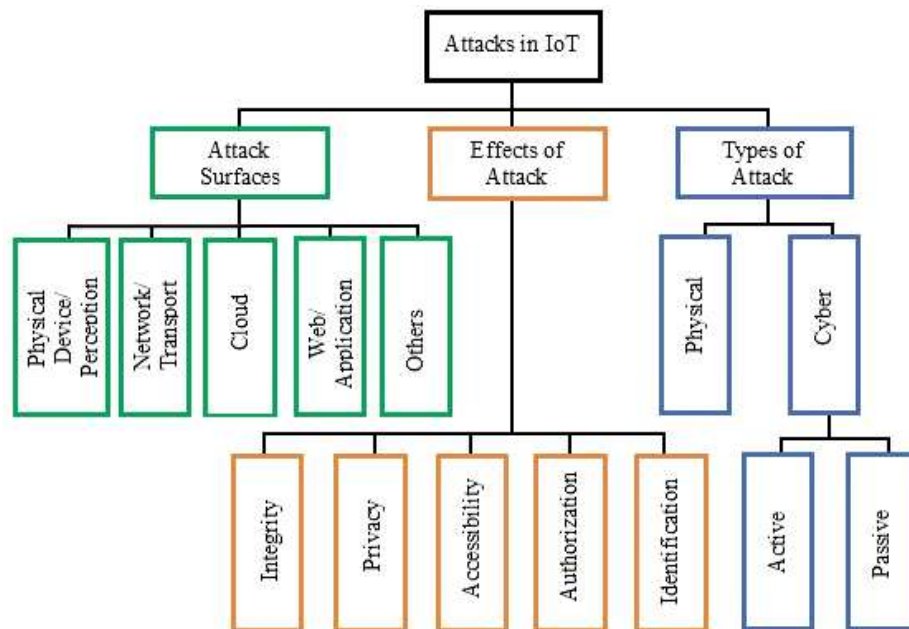 Attacks in IoT
Attack
Surfaces
Effects of
Attack
Types of
Attack
Physical
Device/
Perception
Network/
Transport
Cloud
Web/
Application
Others
Physical
Cyber
Integrity
Privacy
Accessibility
Authorization
Identification
Active
Passive